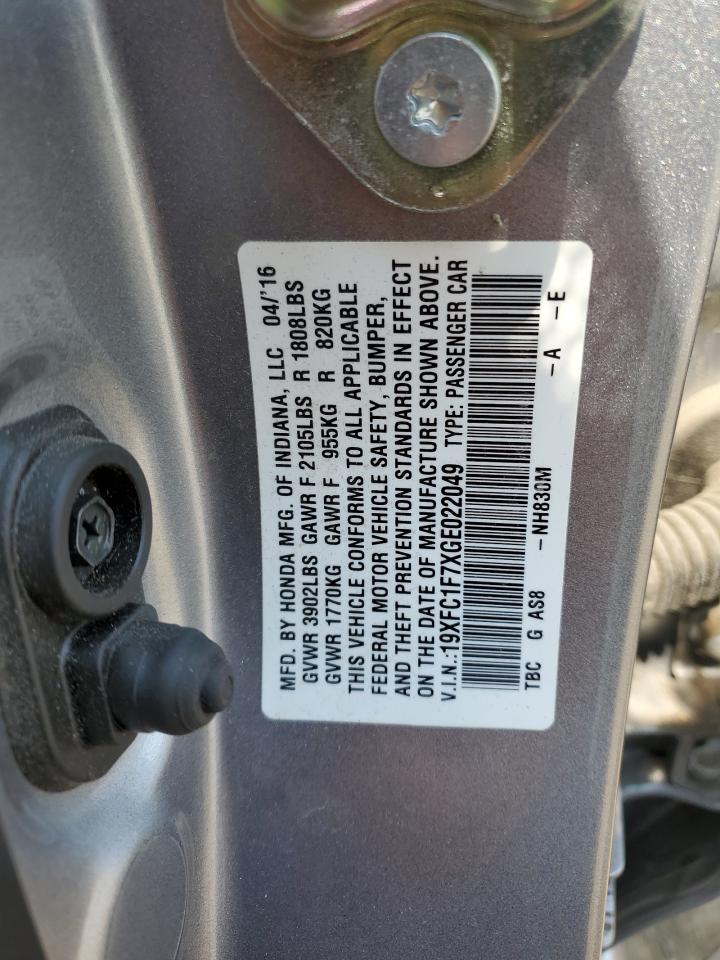 MFD. BY HONDA MFG. OF INDIANA, LLC 04/'16
GVWR 3902LBS GAWR F 2105LBS R 1808LBS
GVWR 1770KG GAWR F 955KG R 820KG
THIS VEHICLE CONFORMS TO ALL APPLICABLE
FEDERAL MOTOR VEHICLE SAFETY, BUMPER,
AND THEFT PREVENTION STANDARDS IN EFFECT
ON THE DATE OF MANUFACTURE SHOWN ABOVE.
V.I.N.:19XFC1F7XGE022049 TYPE: PASSENGER CAR
TBC G AS8 -NH830M -A -E